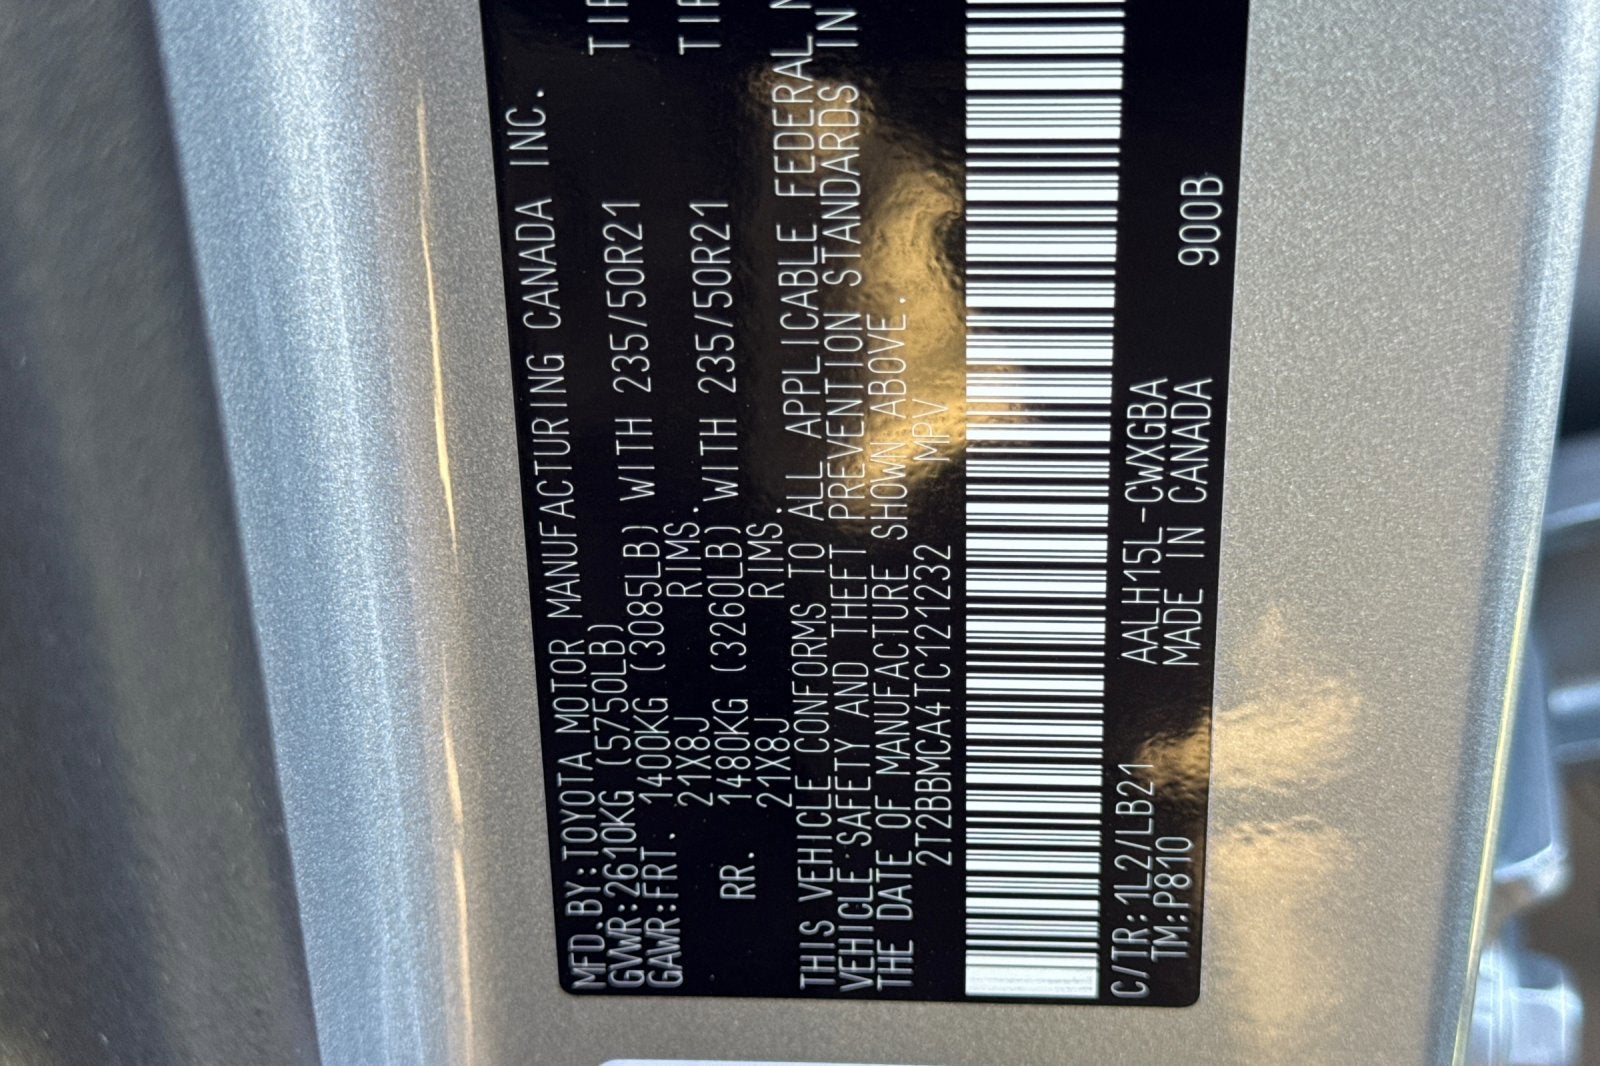 MFD.BY:TOYOTA MOTOR MANUFACTURING CANADA INC.
GVWR:2610KG (5750LB)
GAWR:FRT. 1400KG (3085LB) WITH 235/50R21 TIR
21X8J RIMS.
RR. 1480KG (3260LB) WITH 235/50R21 TIR
21X8J RIMS.
THIS VEHICLE CONFORMS TO ALL APPLICABLE FEDERAL
VEHICLE SAFETY AND THEFT PREVENTION STANDARDS IN
THE DATE OF MANUFACTURE SHOWN ABOVE.
2T2BBMCA4TC121232 MPV
C/TR:1L2/LB21 AALH15L-CWXGBA 900B
TM:P810 MADE IN CANADA